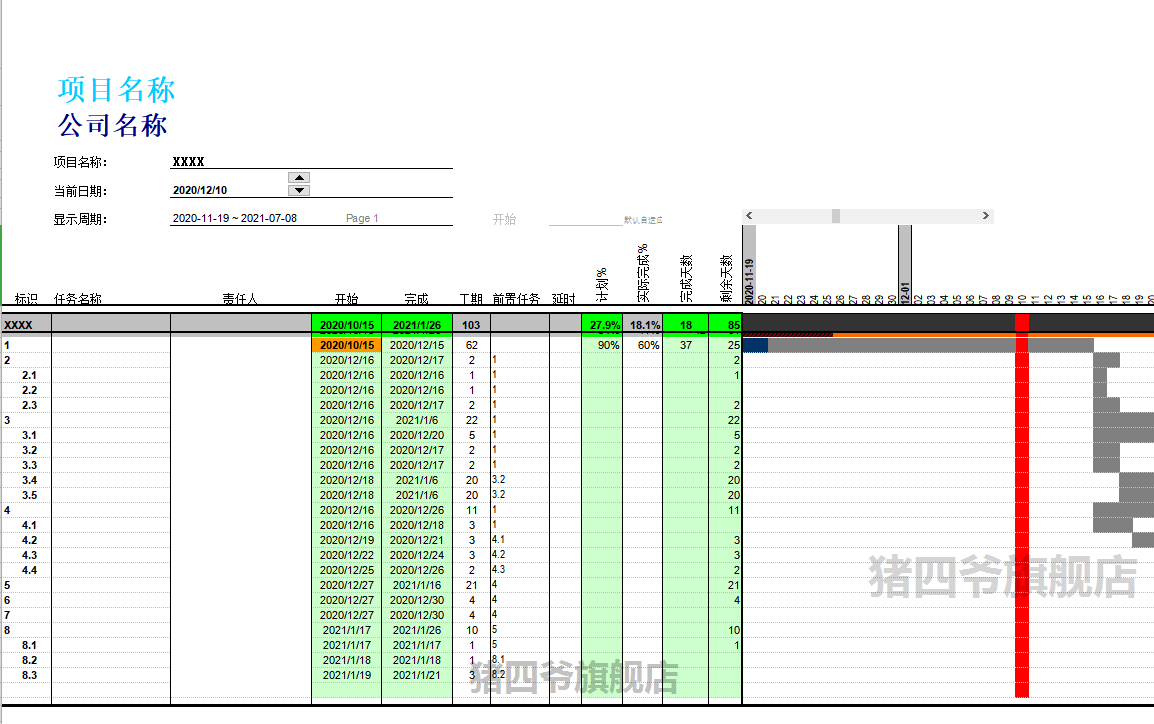 项目名称
公司名称
项目名称： XXXX
当前日期： 2020/12/10
显示周期： 2020-11-19 ~ 2021-07-08 Page 1 开始 默认自适应
标识 任务名称 责任人 开始 完成 工期 前置任务 延时 计划% 实际完成% 完成天数 剩余天数 2020-11-19 20 21 22 23 24 25 26 27 28 29 30 12-01 02 03 04 05 06 07 08 09 10 11 12 13 14 15 16 17 18 19 20
XXXX 2020/10/15 2021/1/26 103 27.9% 18.1% 18 85
1 2020/10/15 2020/12/15 62 90% 60% 37 25
2 2020/12/16 2020/12/17 2 1 2
2.1 2020/12/16 2020/12/16 1 1 1
2.2 2020/12/16 2020/12/16 1 1
2.3 2020/12/16 2020/12/17 2 1 2
3 2020/12/16 2021/1/6 22 1 22
3.1 2020/12/16 2020/12/20 5 1 5
3.2 2020/12/16 2020/12/17 2 1 2
3.3 2020/12/16 2020/12/17 2 1 2
3.4 2020/12/18 2021/1/6 20 3.2 20
3.5 2020/12/18 2021/1/6 20 3.2 20
4 2020/12/16 2020/12/26 11 1 11
4.1 2020/12/16 2020/12/18 3 1
4.2 2020/12/19 2020/12/21 3 4.1 3
4.3 2020/12/22 2020/12/24 3 4.2 3
4.4 2020/12/25 2020/12/26 2 4.3 2
猪四爷旗舰店
5 2020/12/27 2021/1/16 21 4 21
6 2020/12/27 2020/12/30 4 4 4
7 2020/12/27 2020/12/30 4 4
8 2021/1/17 2021/1/26 10 5 10
8.1 2021/1/17 2021/1/17 1 5 1
8.2 2021/1/18 2021/1/18 1 8.1
8.3 2021/1/19 2021/1/21 3 8.2
猪四爷旗舰店